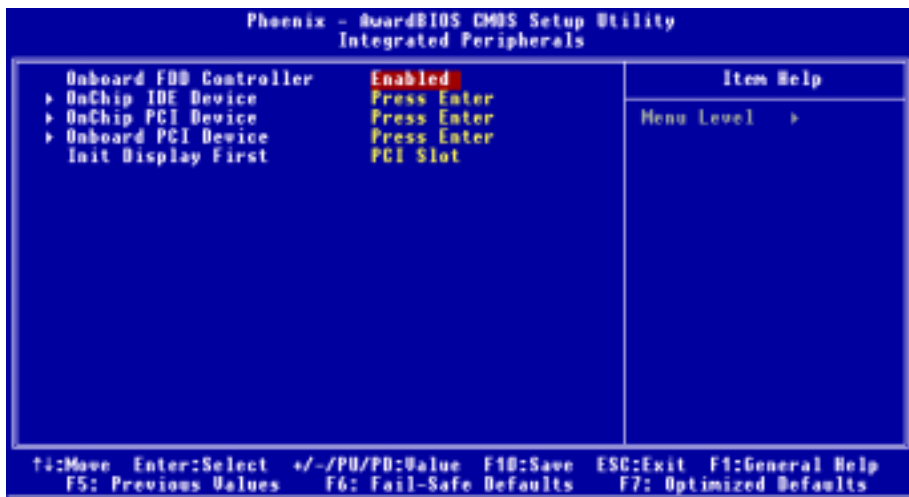 Phoenix - AwardBIOS CMOS Setup Utility
Integrated Peripherals
Onboard FDD Controller Enabled
OnChip IDE Device Press Enter
OnChip PCI Device Press Enter
Onboard PCI Device Press Enter
Init Display First PCI Slot
Item Help
Menu Level
↑↓:Move Enter:Select +/-/PU/PD:Value F10:Save ESC:Exit F1:General Help
F5: Previous Values F6: Fail-Safe Defaults F7: Optimized Defaults